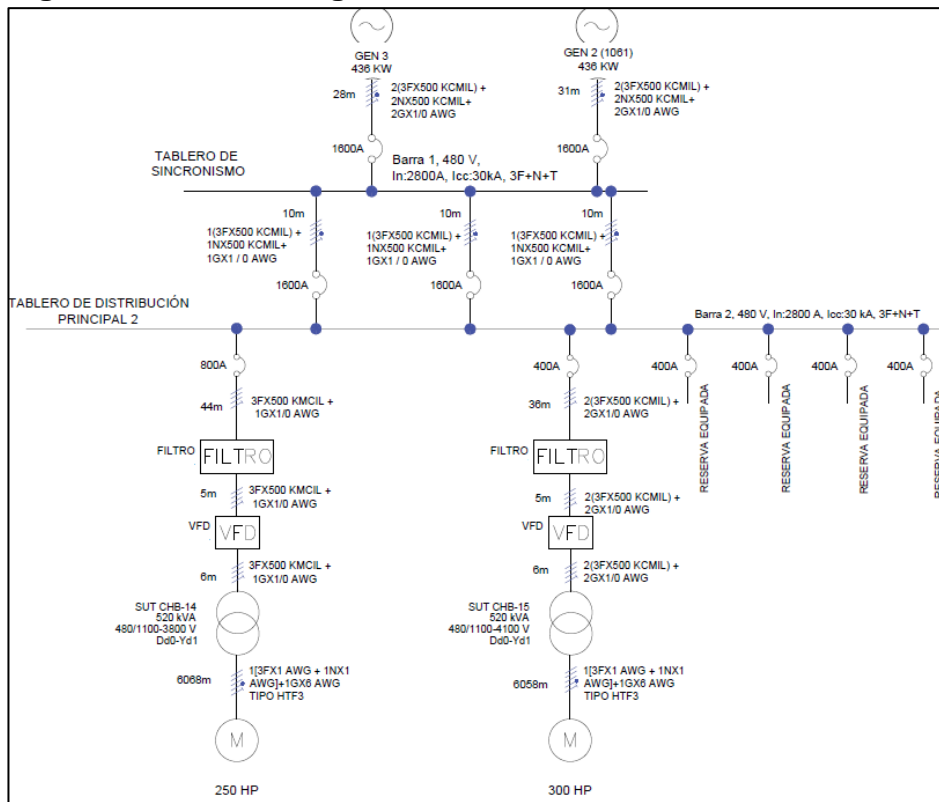 GEN 3
436 KW
28m
2(3FX500 KCMIL) +
2NX500 KCMIL+
2GX1/0 AWG
1600A
GEN 2 (1061)
436 KW
31m
2(3FX500 KCMIL) +
2NX500 KCMIL+
2GX1/0 AWG
1600A
TABLERO DE
SINCRONISMO
Barra 1, 480 V,
In:2800A, Icc:30kA, 3F+N+T
10m
1(3FX500 KCMIL) +
1NX500 KCMIL+
1GX1 / 0 AWG
1600A
10m
1(3FX500 KCMIL) +
1NX500 KCMIL+
1GX1 / 0 AWG
1600A
10m
1(3FX500 KCMIL) +
1NX500 KCMIL+
1GX1 / 0 AWG
1600A
TABLERO DE DISTRIBUCIÓN
PRINCIPAL 2
Barra 2, 480 V, In:2800 A, Icc:30 kA, 3F+N+T
800A
44m
3FX500 KMCIL +
1GX1/0 AWG
FILTRO
FILTRO
5m
3FX500 KMCIL +
1GX1/0 AWG
VFD
VFD
6m
3FX500 KMCIL +
1GX1/0 AWG
SUT CHB-14
520 kVA
480/1100-3800 V
Dd0-Yd1
6068m
1[3FX1 AWG + 1NX1
AWG]+1GX6 AWG
TIPO HTF3
M
250 HP
400A
36m
2(3FX500 KCMIL) +
2GX1/0 AWG
FILTRO
FILTRO
5m
2(3FX500 KCMIL) +
2GX1/0 AWG
VFD
VFD
6m
2(3FX500 KCMIL) +
2GX1/0 AWG
SUT CHB-15
520 kVA
480/1100-4100 V
Dd0-Yd1
6058m
1[3FX1 AWG + 1NX1
AWG]+1GX6 AWG
TIPO HTF3
M
300 HP
400A
RESERVA EQUIPADA
400A
RESERVA EQUIPADA
400A
RESERVA EQUIPADA
400A
RESERVA EQUIPADA